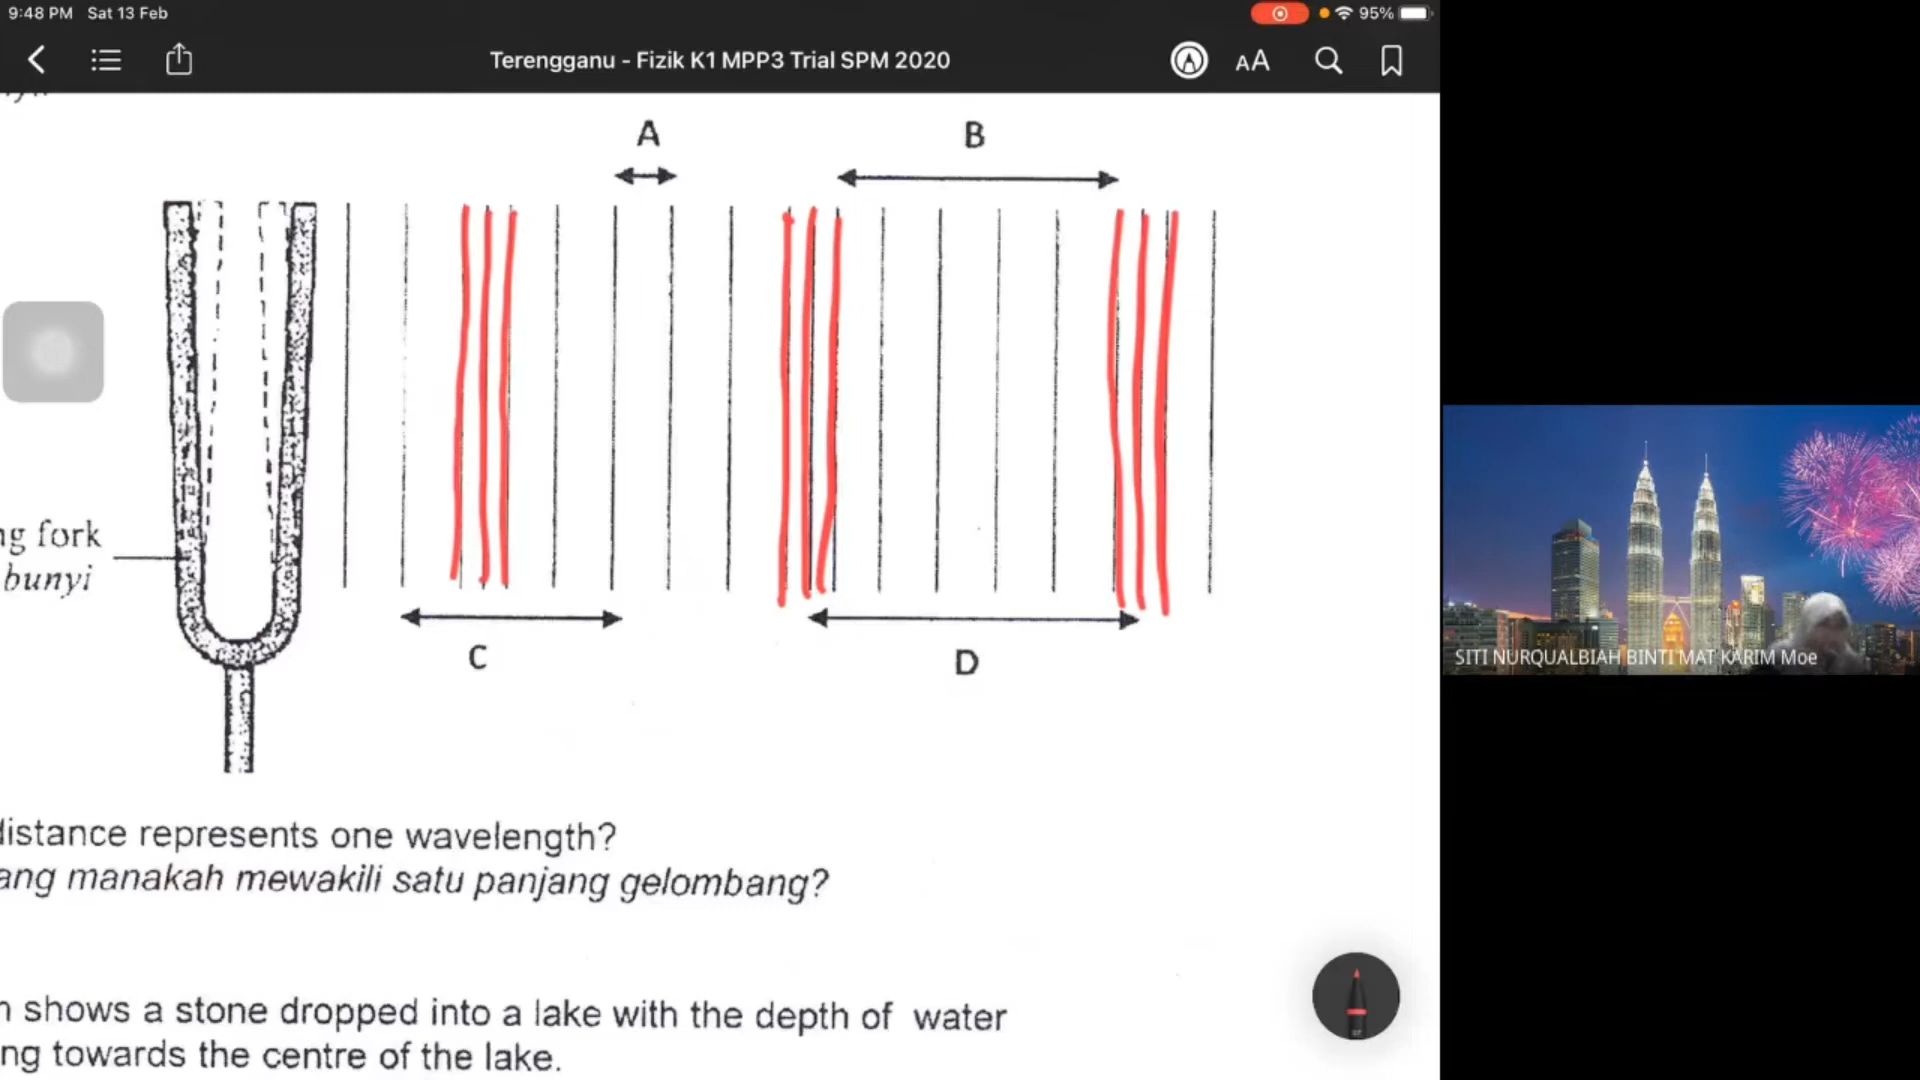 9:48 PM Sat 13 Feb
95%
Terengganu - Fizik K1 MPP3 Trial SPM 2020
AA
A
B
ng fork
bunyi
C
D
distance represents one wavelength?
ang manakah mewakili satu panjang gelombang?
n shows a stone dropped into a lake with the depth of water
ng towards the centre of the lake.
SITI NURQUALBIAH BINTI MAT KARIM Moe